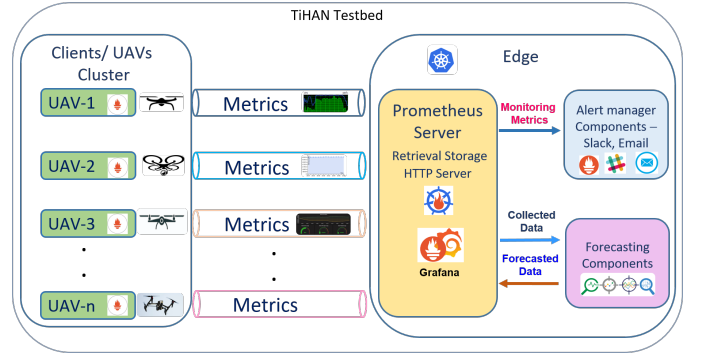 TiHAN Testbed
Clients/ UAVs
Cluster
UAV-1
Metrics
UAV-2
Metrics
UAV-3
Metrics
UAV-n
Metrics
Edge
Prometheus
Server
Retrieval Storage
HTTP Server
Grafana
Monitoring
Metrics
Alert manager
Components –
Slack, Email
Collected
Data
Forecasted
Data
Forecasting
Components